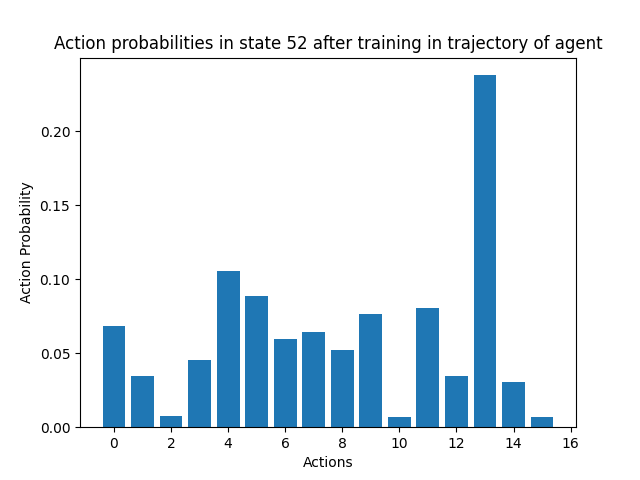 Action probabilities in state 52 after training in trajectory of agent
0.20
0.15
0.10
0.05
0.00
Action Probability
0 2 4 6 8 10 12 14 16
Actions